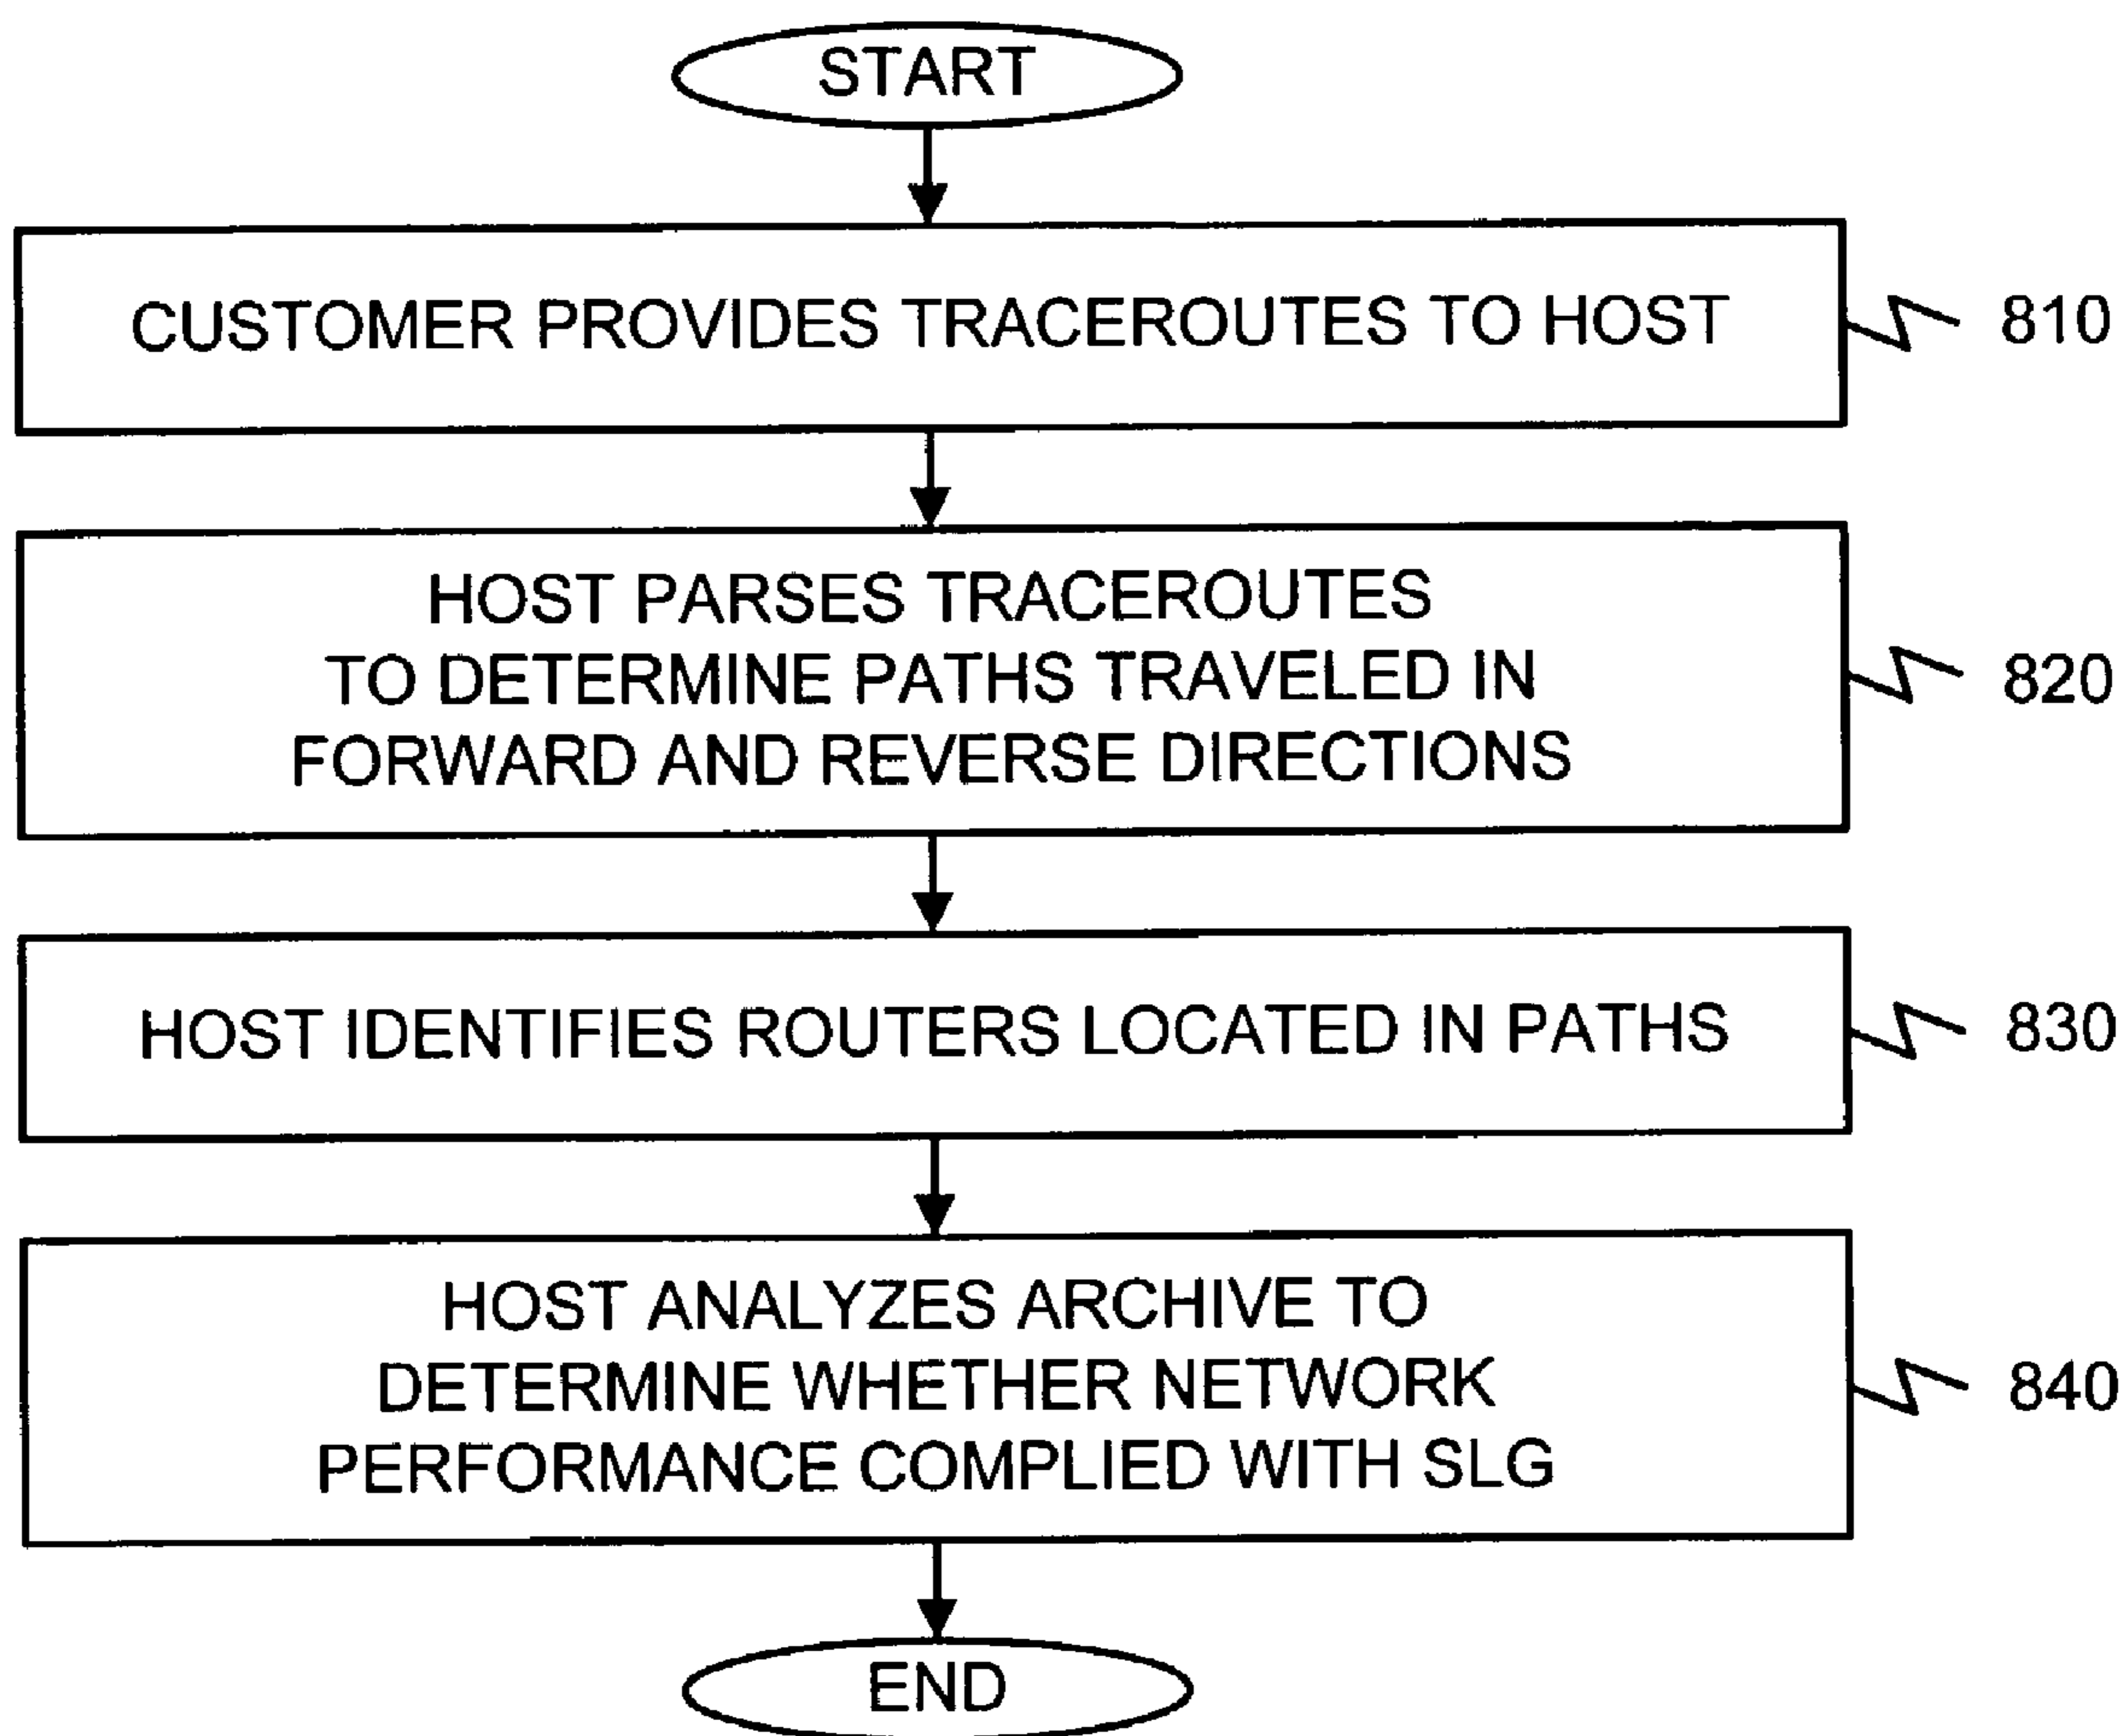 START
CUSTOMER PROVIDES TRACEROUTES TO HOST
810
HOST PARSES TRACEROUTES
TO DETERMINE PATHS TRAVELED IN
FORWARD AND REVERSE DIRECTIONS
820
HOST IDENTIFIES ROUTERS LOCATED IN PATHS
830
HOST ANALYZES ARCHIVE TO
DETERMINE WHETHER NETWORK
PERFORMANCE COMPLIED WITH SLG
840
END